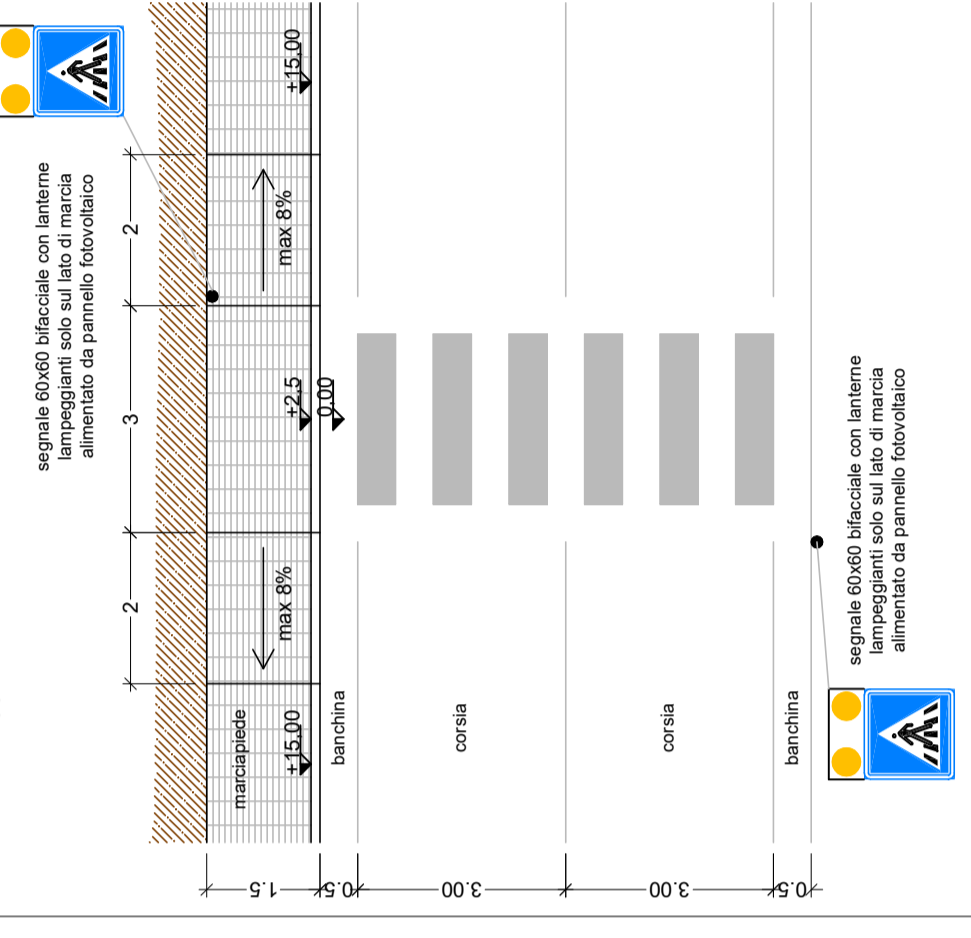 segnale 60x60 bifacciale con lanterne
lampeggianti solo sul lato di marcia
alimentato da pannello fotovoltaico
2
3
2
+15.00
max 8%
+2.5
0.00
max 8%
marciapiede
+15.00
banchina
corsia
corsia
banchina
segnale 60x60 bifacciale con lanterne
lampeggianti solo sul lato di marcia
alimentato da pannello fotovoltaico
1.5
0.5
3.00
3.00
0.5